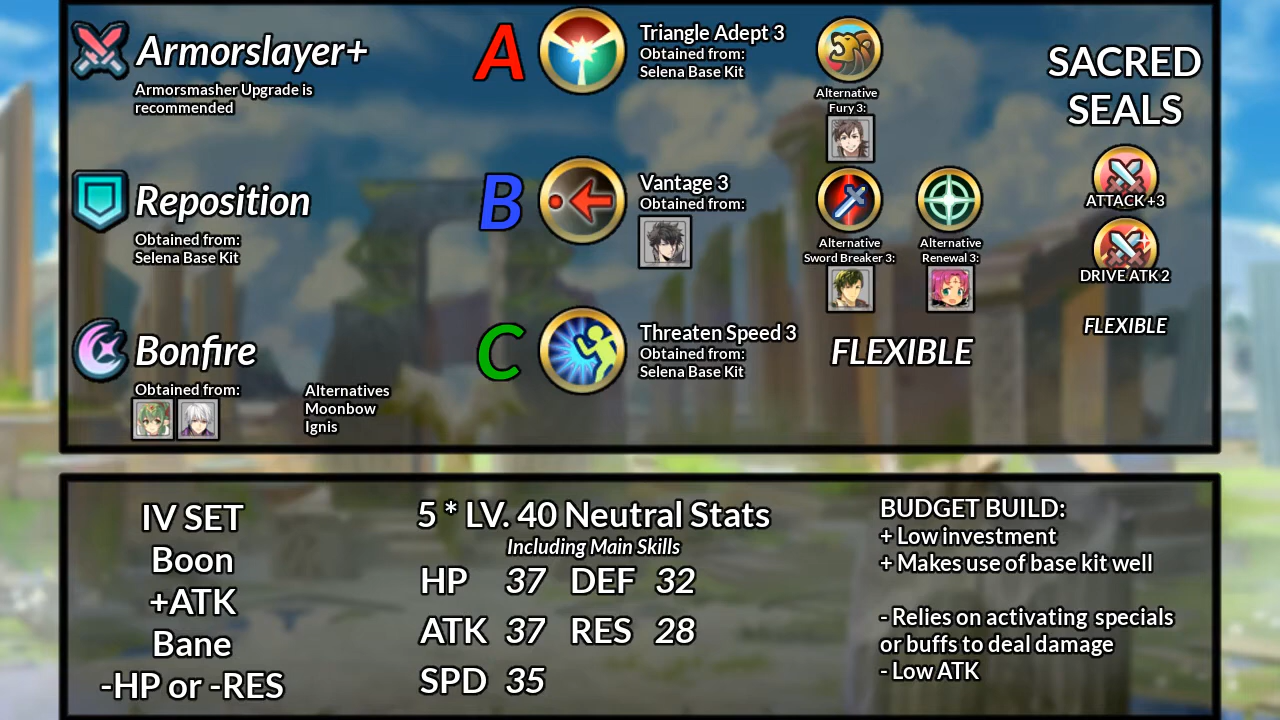 Armorslayer+
Armorsmasher Upgrade is
recommended
Reposition
Obtained from:
Selena Base Kit
Bonfire
Obtained from:
Alternatives
Moonbow
Ignis
A
Triangle Adept 3
Obtained from:
Selena Base Kit
Alternative
Fury 3:
B
Vantage 3
Obtained from:
Alternative
Sword Breaker 3:
Alternative
Renewal 3:
C
Threaten Speed 3
Obtained from:
Selena Base Kit
FLEXIBLE
SACRED
SEALS
ATTACK +3
DRIVE ATK 2
FLEXIBLE
IV SET
Boon
+ATK
Bane
-HP or -RES
5 * LV. 40 Neutral Stats
Including Main Skills
HP 37 DEF 32
ATK 37 RES 28
SPD 35
BUDGET BUILD:
+ Low investment
+ Makes use of base kit well
- Relies on activating specials
or buffs to deal damage
- Low ATK